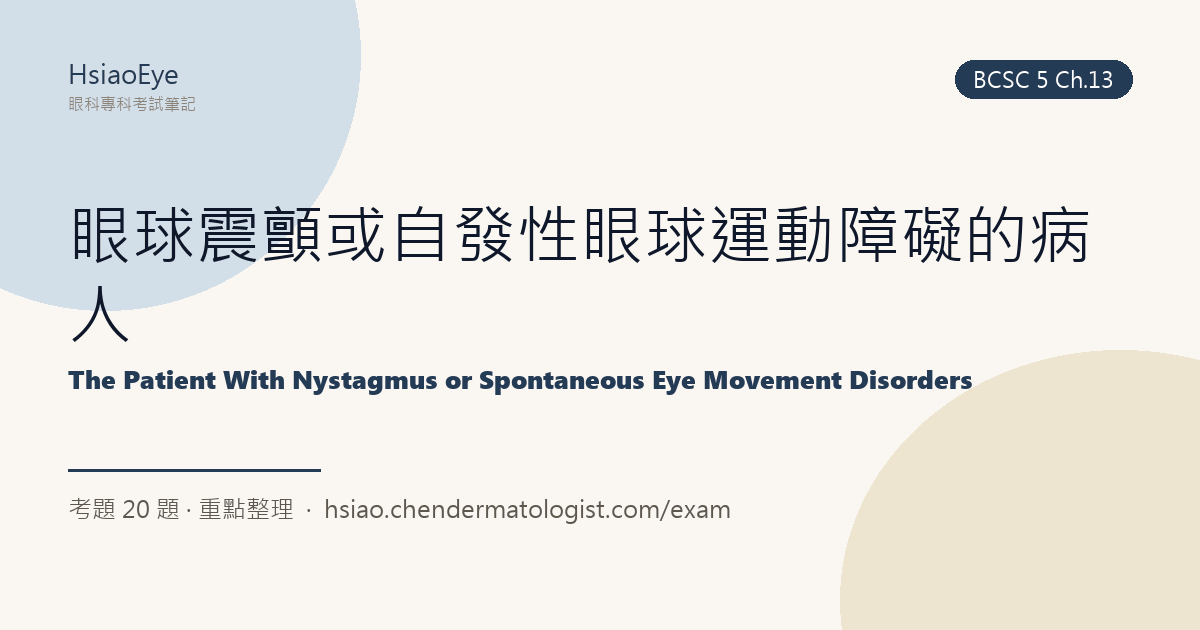 HsiaoEye
眼科專科考試筆記
BCSC 5 Ch.13
眼球震顫或自發性眼球運動障礙的病
人
The Patient With Nystagmus or Spontaneous Eye Movement Disorders
考題 20 題 · 重點整理 · hsiao.chendermatologist.com/exam